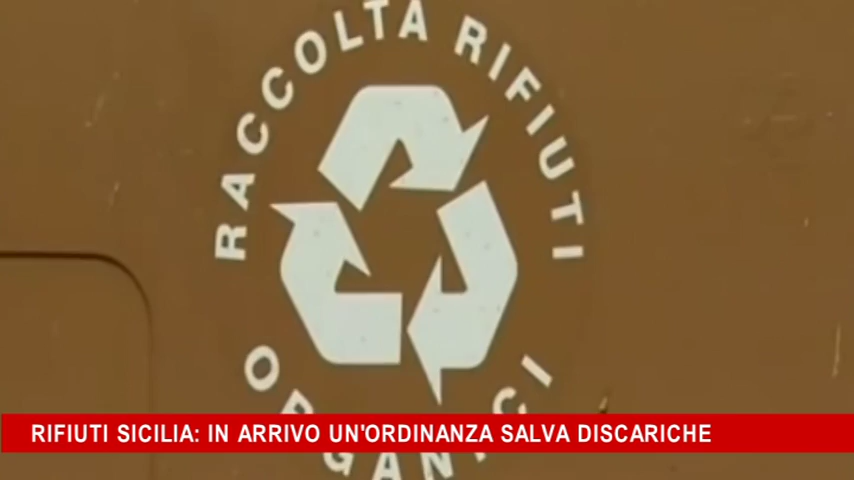 RACCOLTA RIFIUTI
ORGANICI
RIFIUTI SICILIA: IN ARRIVO UN'ORDINANZA SALVA DISCARICHE